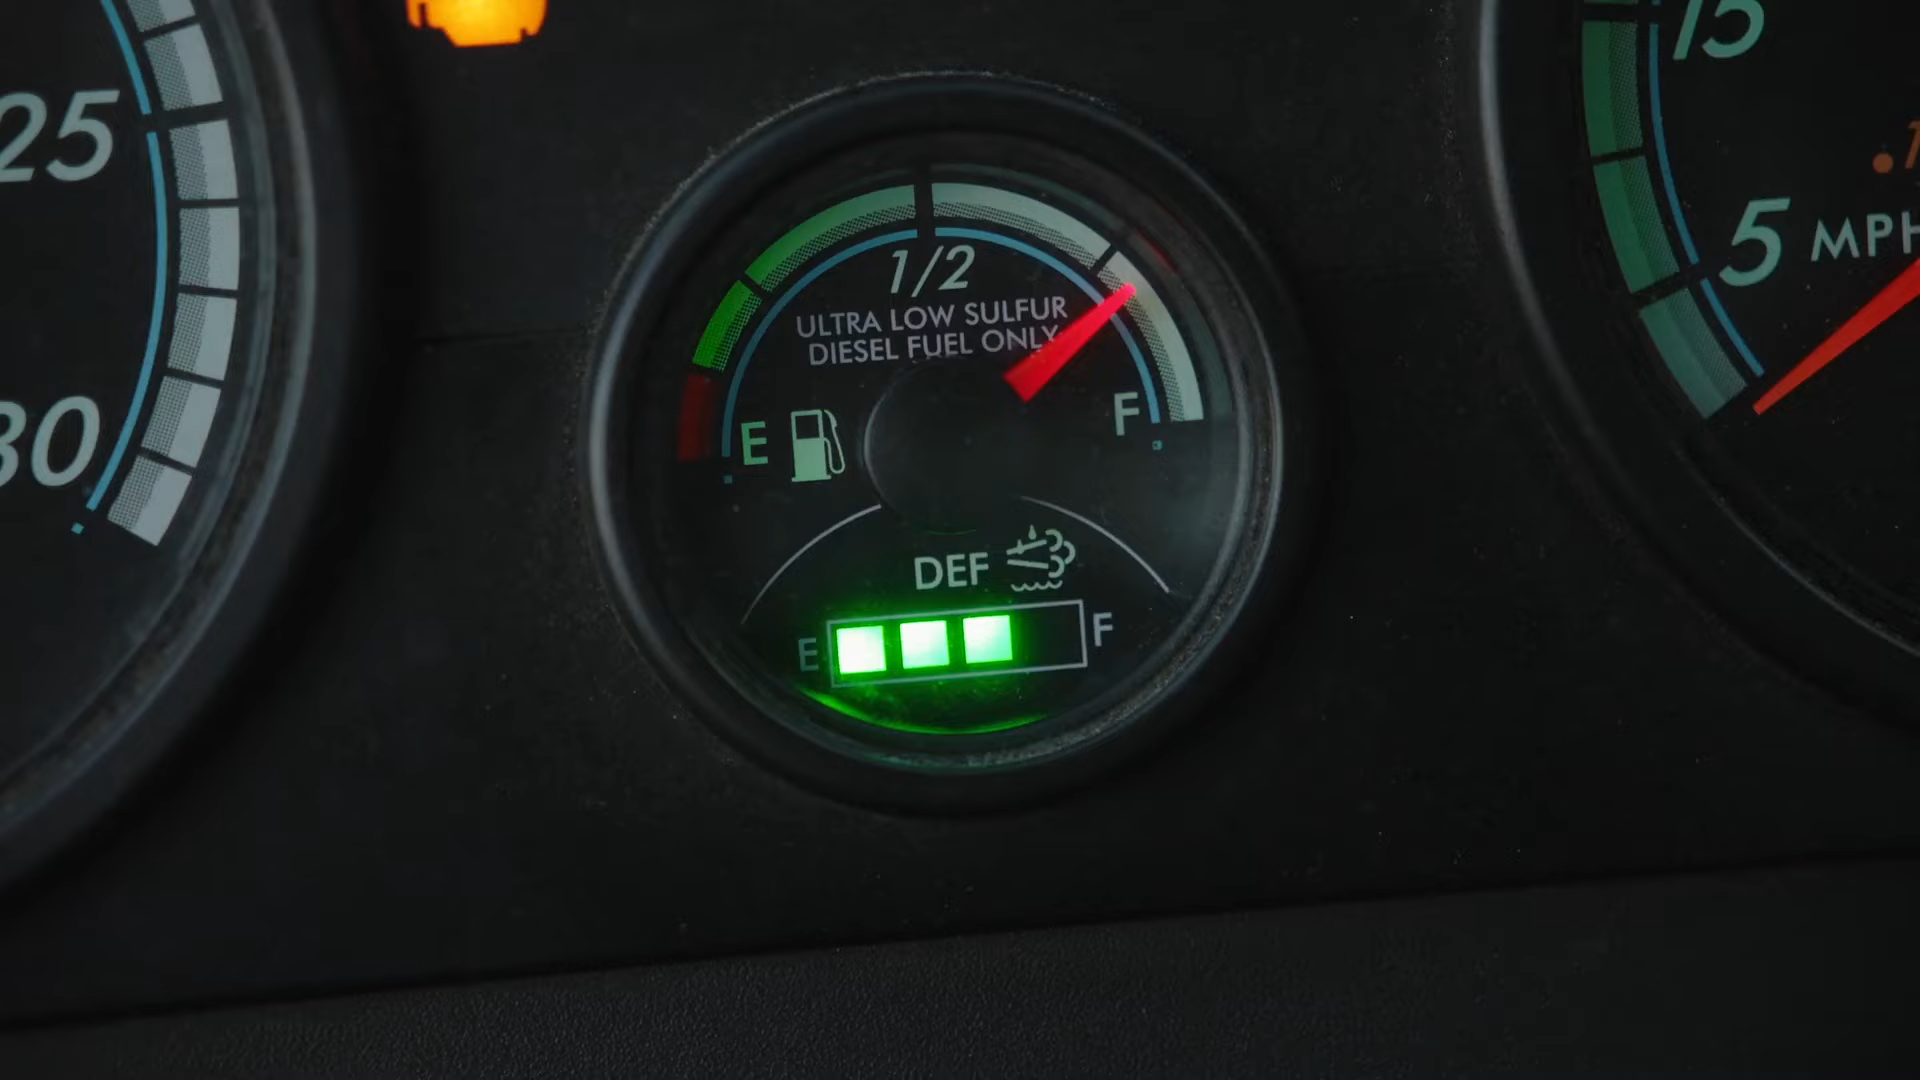 25
30
1/2
ULTRA LOW SULFUR
DIESEL FUEL ONLY
E
F
DEF
E
F
15
5 MPH